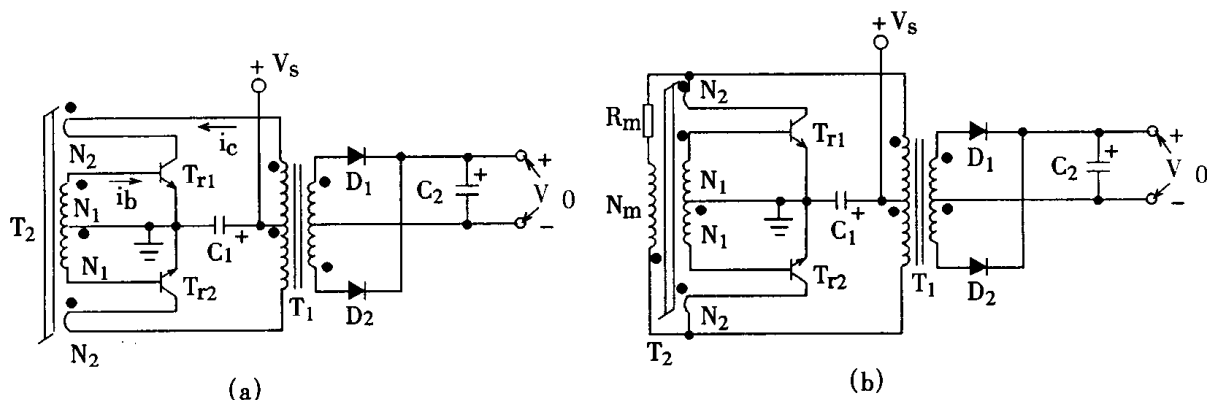 + Vs
N2
ic
Tr1
ib
N1
T2
N1
C1 +
Tr2
N2
T1
D1
C2 +
+
V 0
−
D2
(a)
+ Vs
N2
Rm
Tr1
N1
Nm
C1 +
N1
Tr2
N2
T2
T1
D1
C2 +
+
V 0
−
D2
(b)